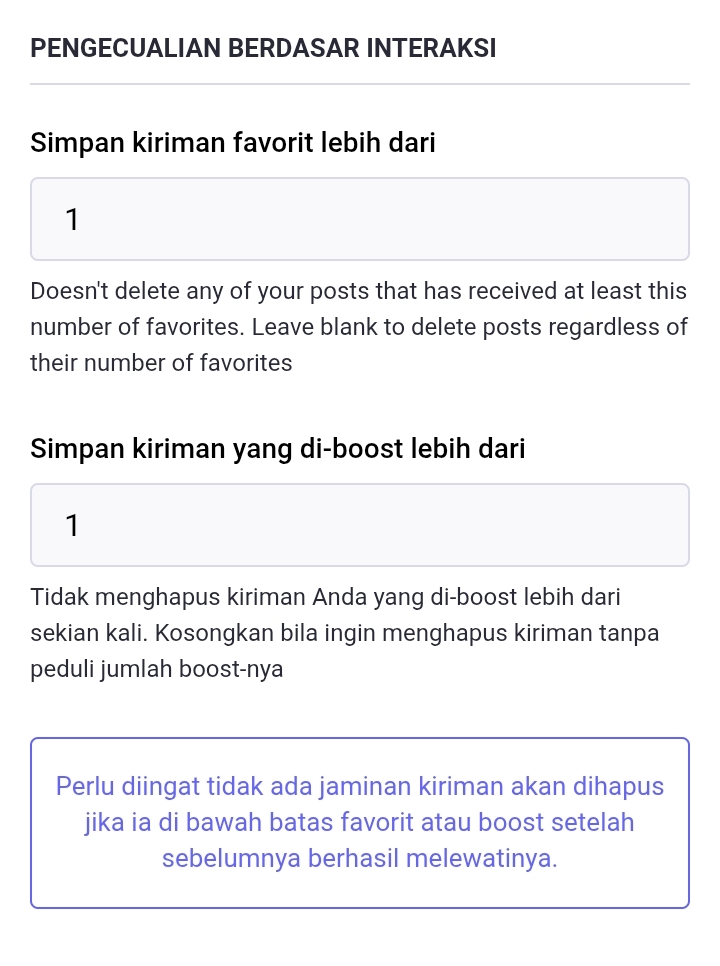 PENGECUALIAN BERDASAR INTERAKSI
Simpan kiriman favorit lebih dari
1
Doesn't delete any of your posts that has received at least this
number of favorites. Leave blank to delete posts regardless of
their number of favorites
Simpan kiriman yang di-boost lebih dari
1
Tidak menghapus kiriman Anda yang di-boost lebih dari
sekian kali. Kosongkan bila ingin menghapus kiriman tanpa
peduli jumlah boost-nya
Perlu diingat tidak ada jaminan kiriman akan dihapus
jika ia di bawah batas favorit atau boost setelah
sebelumnya berhasil melewatinya.